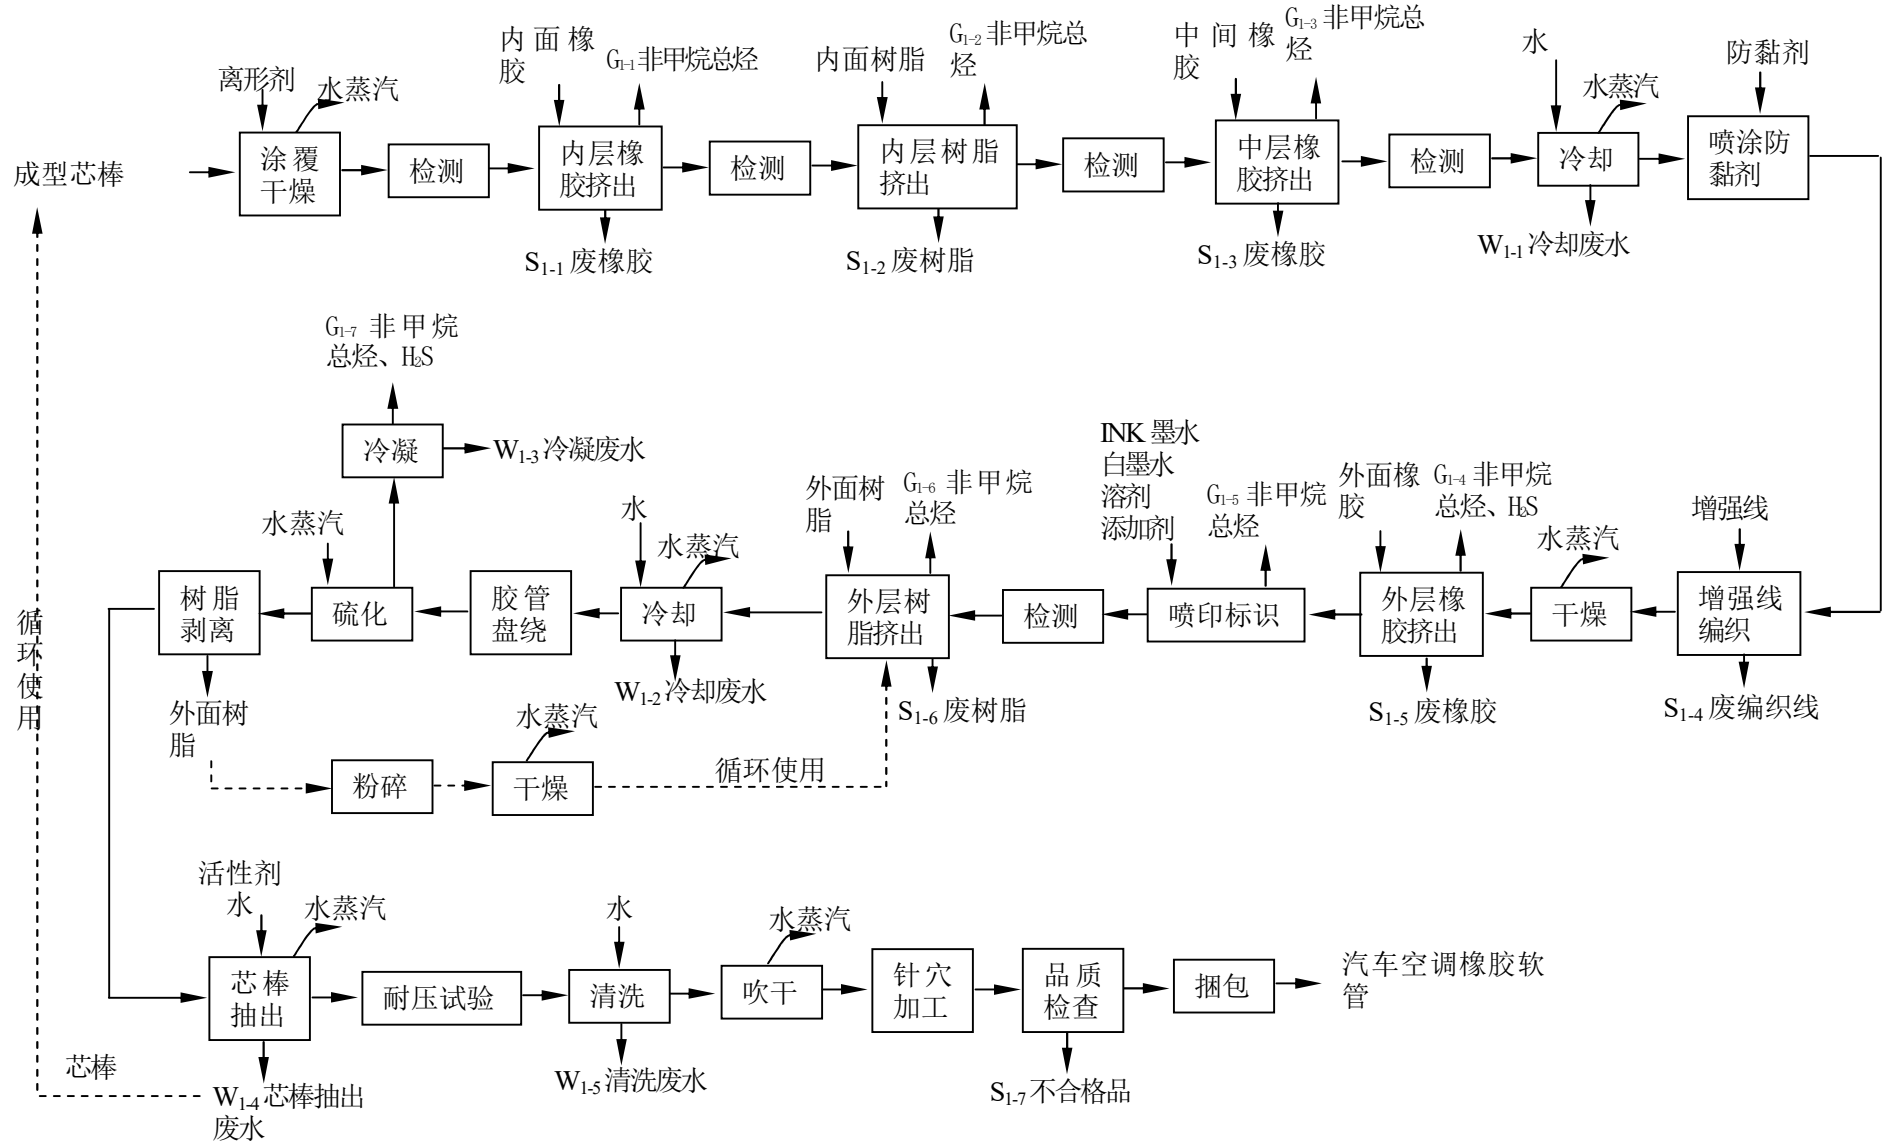 离形剂
水蒸汽
内面橡
胶
G1-1非甲烷总烃
内面树脂
G1-2非甲烷总
烃
中间橡
胶
G1-3非甲烷总
烃
水
水蒸汽
防黏剂
成型芯棒
涂覆
干燥
检测
内层橡
胶挤出
检测
内层树脂
挤出
检测
中层橡
胶挤出
检测
冷却
喷涂防
黏剂
S1-1废橡胶
S1-2废树脂
S1-3废橡胶
W1-1冷却废水
G1-7非甲烷
总烃、H2S
冷凝
W1-3冷凝废水
水蒸汽
水
水蒸汽
外面树
脂
G1-6非甲烷
总烃
INK墨水
白墨水
溶剂
添加剂
G1-5非甲烷
总烃
外面橡
胶
G1-4非甲烷
总烃、H2S
水蒸汽
增强线
树脂
剥离
硫化
胶管
盘绕
冷却
外层树
脂挤出
检测
喷印标识
外层橡
胶挤出
干燥
增强线
编织
循环使用
外面树
脂
W1-2冷却废水
S1-6废树脂
S1-5废橡胶
S1-4废编织线
粉碎
水蒸汽
干燥
循环使用
活性剂
水
水蒸汽
水
水蒸汽
芯棒
抽出
耐压试验
清洗
吹干
针穴
加工
品质
检查
捆包
汽车空调橡胶软
管
芯棒
W1-4芯棒抽出
废水
W1-5清洗废水
S1-7不合格品